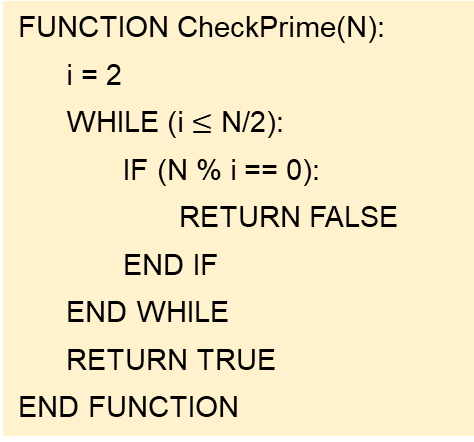 FUNCTION CheckPrime(N):
i = 2
WHILE (i ≤ N/2):
IF (N % i == 0):
RETURN FALSE
END IF
END WHILE
RETURN TRUE
END FUNCTION